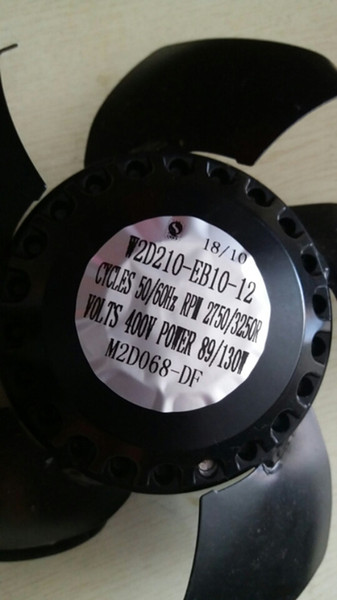 18/10
W2D210-EB10-12
CYCLES 50/60Hz RPM 2750/3250R
VOLTS 400V POWER 89/130W
M2D068-DF